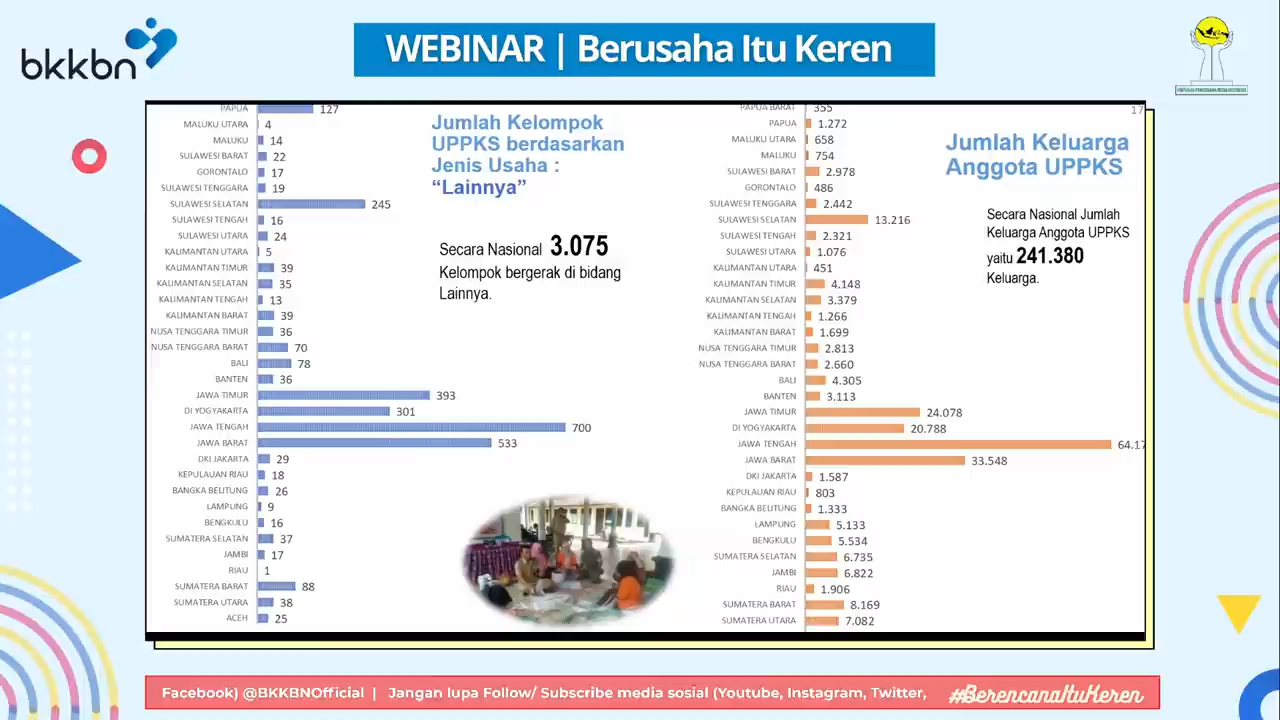 bkkbn
WEBINAR | Berusaha Itu Keren
PAPUA 127
MALUKU UTARA 4
MALUKU 14
SULAWESI BARAT 22
GORONTALO 17
SULAWESI TENGGARA 19
SULAWESI SELATAN 245
SULAWESI TENGAH 16
SULAWESI UTARA 24
KALIMANTAN UTARA 5
KALIMANTAN TIMUR 39
KALIMANTAN SELATAN 35
KALIMANTAN TENGAH 13
KALIMANTAN BARAT 39
NUSA TENGGARA TIMUR 36
NUSA TENGGARA BARAT 70
BALI 78
BANTEN 36
JAWA TIMUR 393
DI YOGYAKARTA 301
JAWA TENGAH 700
JAWA BARAT 533
DKI JAKARTA 29
KEPULAUAN RIAU 18
BANGKA BELITUNG 26
LAMPUNG 9
BENGKULU 16
SUMATERA SELATAN 37
JAMBI 17
RIAU 1
SUMATERA BARAT 88
SUMATERA UTARA 38
ACEH 25
Jumlah Kelompok
UPPKS berdasarkan
Jenis Usaha :
“Lainnya”
Secara Nasional 3.075
Kelompok bergerak di bidang
Lainnya.
PAPUA BARAT 355
PAPUA 1.272
MALUKU UTARA 658
MALUKU 754
SULAWESI BARAT 2.978
GORONTALO 486
SULAWESI TENGGARA 2.442
SULAWESI SELATAN 13.216
SULAWESI TENGAH 2.321
SULAWESI UTARA 1.076
KALIMANTAN UTARA 451
KALIMANTAN TIMUR 4.148
KALIMANTAN SELATAN 3.379
KALIMANTAN TENGAH 1.266
KALIMANTAN BARAT 1.699
NUSA TENGGARA TIMUR 2.813
NUSA TENGGARA BARAT 2.660
BALI 4.305
BANTEN 3.113
JAWA TIMUR 24.078
DI YOGYAKARTA 20.788
JAWA TENGAH 64.17
JAWA BARAT 33.548
DKI JAKARTA 1.587
KEPULAUAN RIAU 803
BANGKA BELITUNG 1.333
LAMPUNG 5.133
BENGKULU 5.534
SUMATERA SELATAN 6.735
JAMBI 6.822
RIAU 1.906
SUMATERA BARAT 8.169
SUMATERA UTARA 7.082
17
Jumlah Keluarga
Anggota UPPKS
Secara Nasional Jumlah
Keluarga Anggota UPPKS
yaitu 241.380
Keluarga.
Facebook) @BKKBNOfficial | Jangan lupa Follow/ Subscribe media sosial (Youtube, Instagram, Twitter,
#BerencanaItuKeren